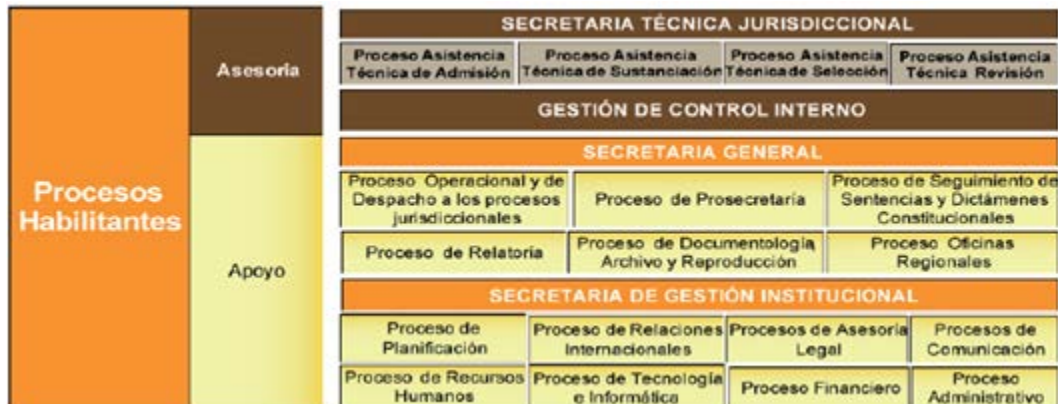 Procesos
Habilitantes
Asesoria
SECRETARIA TÉCNICA JURISDICCIONAL
Proceso Asistencia
Técnica de Admisión
Proceso Asistencia
Técnica de Sustanciación
Proceso Asistencia
Técnica de Selección
Proceso Asistencia
Técnica Revisión
GESTIÓN DE CONTROL INTERNO
Apoyo
SECRETARIA GENERAL
Proceso Operacional y de
Despacho a los procesos
jurisdiccionales
Proceso de Prosecretaría
Proceso de Seguimiento de
Sentencias y Dictámenes
Constitucionales
Proceso de Relatoria
Proceso de Documentología,
Archivo y Reproducción
Proceso Oficinas
Regionales
SECRETARIA DE GESTIÓN INSTITUCIONAL
Proceso de
Planificación
Proceso de Relaciones
Internacionales
Procesos de Asesoría
Legal
Procesos de
Comunicación
Proceso de Recursos
Humanos
Proceso de Tecnología
e Informática
Proceso Financiero
Proceso
Administrativo